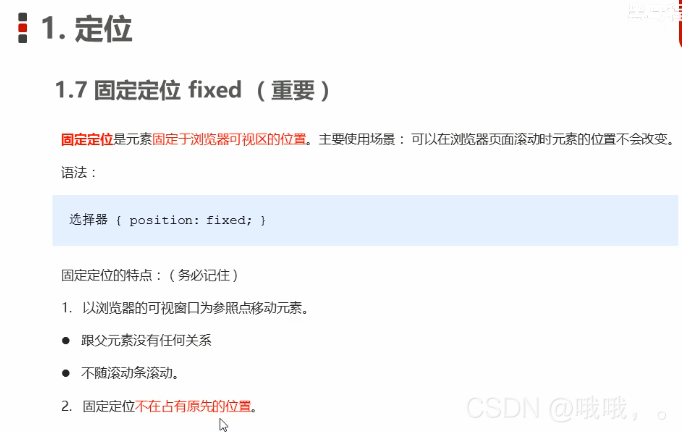 1. 定位
1.7 固定定位 fixed （ 重要 ）
固定定位是元素固定于浏览器可视区的位置。主要使用场景： 可以在浏览器页面滚动时元素的位置不会改变。
语法：
选择器 { position: fixed; }
固定定位的特点：（务必记住）
1. 以浏览器的可视窗口为参照点移动元素。
● 跟父元素没有任何关系
● 不随滚动条滚动。
2. 固定定位不在占有原先的位置。
CSDN @哦哦，。